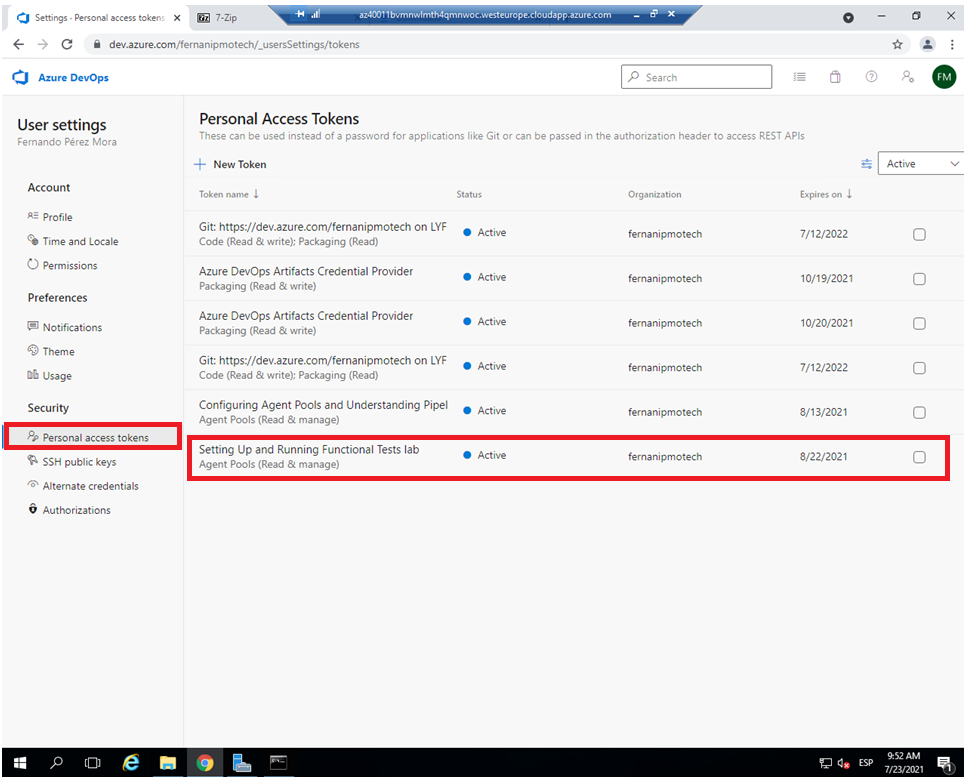 Settings · Personal access tokens
7-Zip
az40011bvmnwlmth4qmnwoc.westeurope.cloudapp.azure.com
dev.azure.com/fernanipmotech/_usersSettings/tokens
Azure DevOps
Search
FM
User settings
Fernando Pérez Mora
Account
Profile
Time and Locale
Permissions
Preferences
Notifications
Theme
Usage
Security
Personal access tokens
SSH public keys
Alternate credentials
Authorizations
Personal Access Tokens
These can be used instead of a password for applications like Git or can be passed in the authorization header to access REST APIs
New Token
Active
Token name ↓ Status Organization Expires on ↓
Git: https://dev.azure.com/fernanipmotech on LYF Active fernanipmotech 7/12/2022
Code (Read & write); Packaging (Read)
Azure DevOps Artifacts Credential Provider Active fernanipmotech 10/19/2021
Packaging (Read & write)
Azure DevOps Artifacts Credential Provider Active fernanipmotech 10/20/2021
Packaging (Read & write)
Git: https://dev.azure.com/fernanipmotech on LYF Active fernanipmotech 7/12/2022
Code (Read & write); Packaging (Read)
Configuring Agent Pools and Understanding Pipel Active fernanipmotech 8/13/2021
Agent Pools (Read & manage)
Setting Up and Running Functional Tests lab Active fernanipmotech 8/22/2021
Agent Pools (Read & manage)
ESP
9:52 AM
7/23/2021
1